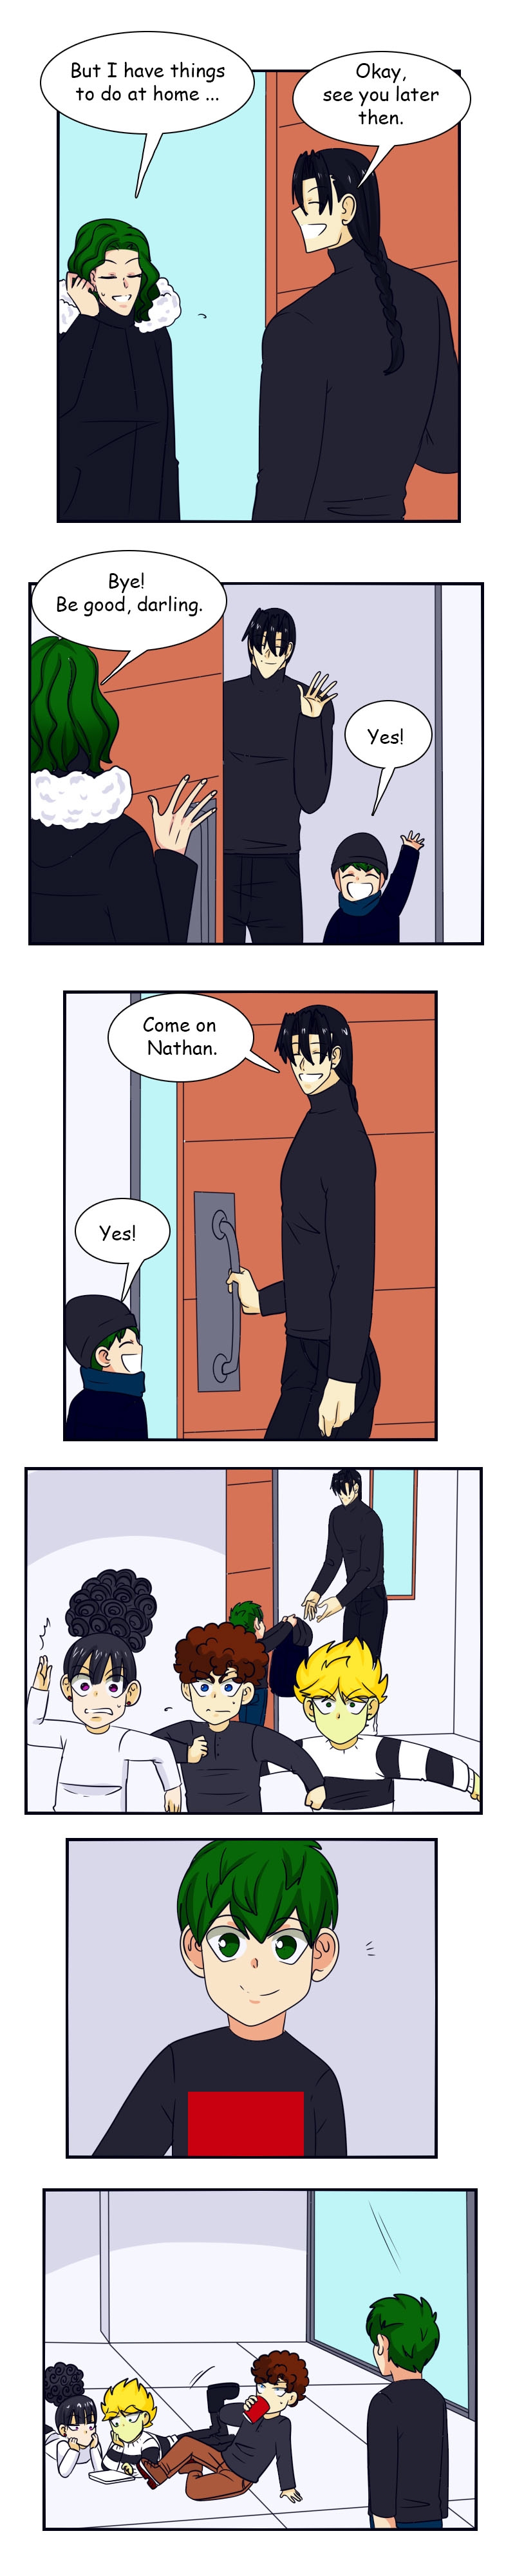 But I have things
to do at home ...
Okay,
see you later
then.
Bye!
Be good, darling.
Yes!
Come on
Nathan.
Yes!